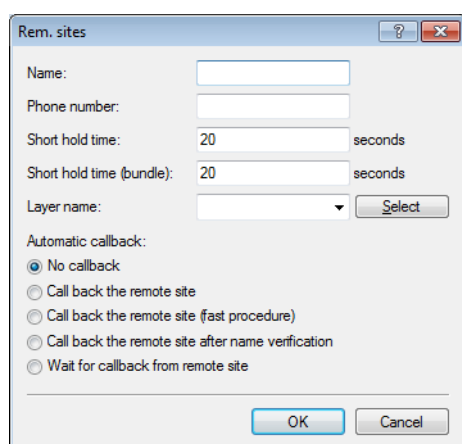 Rem. sites
Name:
Phone number:
Short hold time: 20 seconds
Short hold time (bundle): 20 seconds
Layer name: Select
Automatic callback:
No callback
Call back the remote site
Call back the remote site (fast procedure)
Call back the remote site after name verification
Wait for callback from remote site
OK Cancel